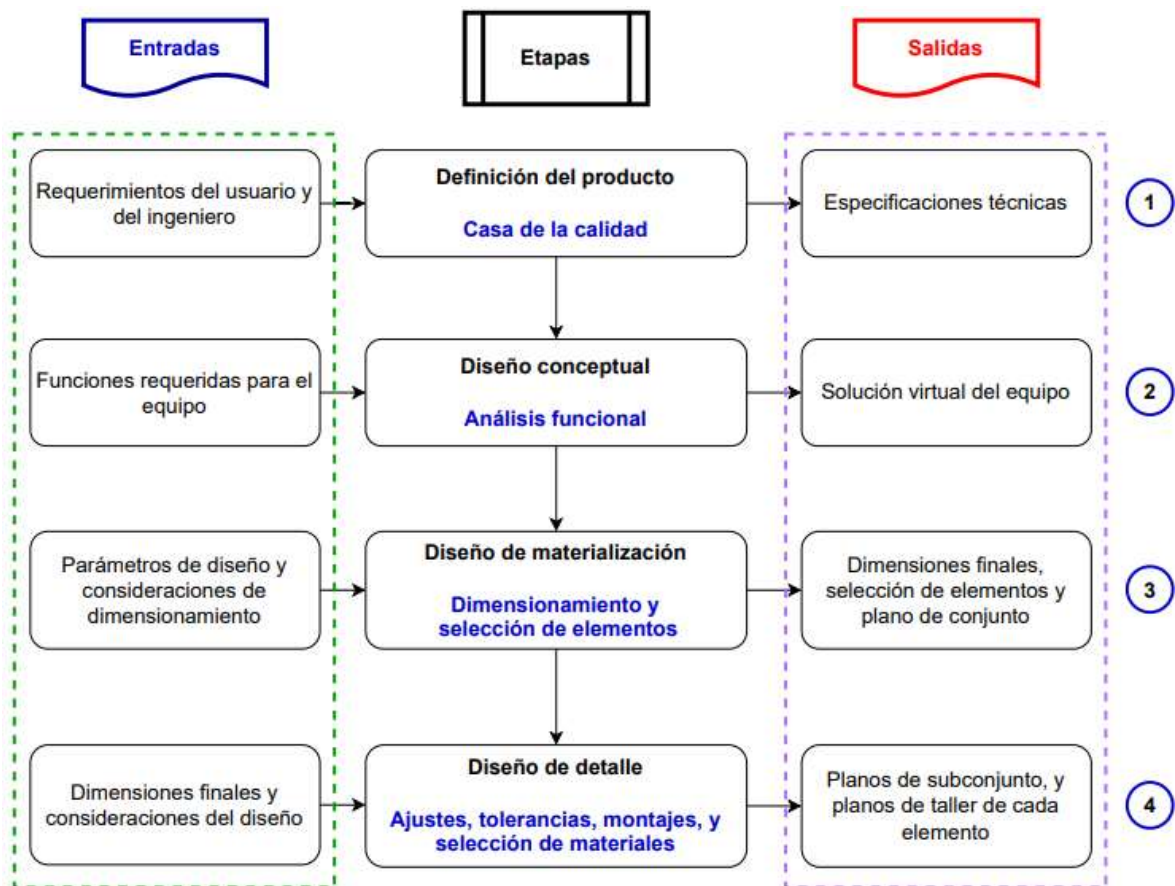 Entradas
Etapas
Salidas
Requerimientos del usuario y
del ingeniero
Definición del producto
Casa de la calidad
Especificaciones técnicas
1
Funciones requeridas para el
equipo
Diseño conceptual
Análisis funcional
Solución virtual del equipo
2
Parámetros de diseño y
consideraciones de
dimensionamiento
Diseño de materialización
Dimensionamiento y
selección de elementos
Dimensiones finales,
selección de elementos y
plano de conjunto
3
Dimensiones finales y
consideraciones del diseño
Diseño de detalle
Ajustes, tolerancias, montajes, y
selección de materiales
Planos de subconjunto, y
planos de taller de cada
elemento
4